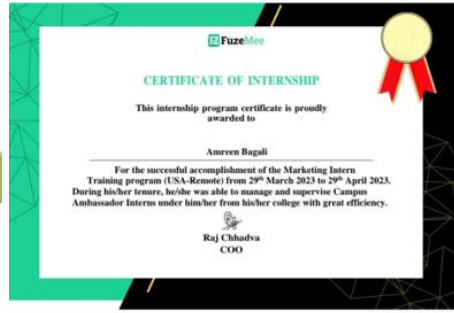 FZ FuzeMee
CERTIFICATE OF INTERNSHIP
This internship program certificate is proudly
awarded to
Amreen Bagali
For the successful accomplishment of the Marketing Intern
Training program (USA-Remote) from 29th March 2023 to 29th April 2023.
During his/her tenure, he/she was able to manage and supervise Campus
Ambassador Interns under him/her from his/her college with great efficiency.
Raj Chhadva
COO